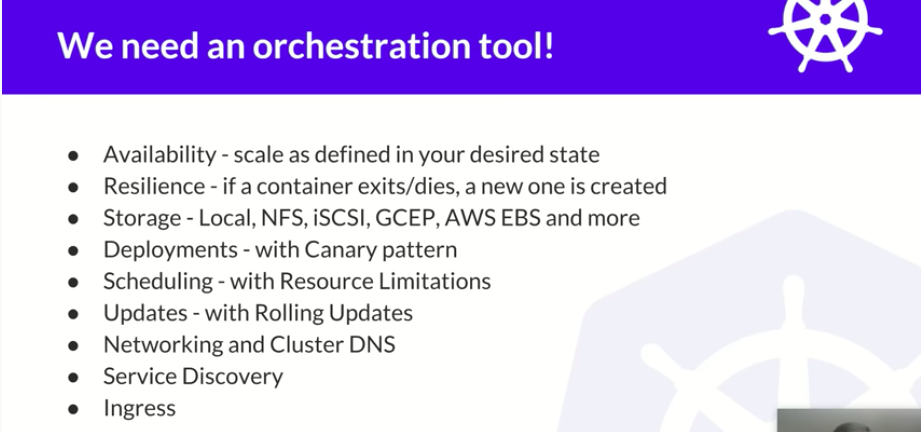 We need an orchestration tool!
● Availability - scale as defined in your desired state
● Resilience - if a container exits/dies, a new one is created
● Storage - Local, NFS, iSCSI, GCEP, AWS EBS and more
● Deployments - with Canary pattern
● Scheduling - with Resource Limitations
● Updates - with Rolling Updates
● Networking and Cluster DNS
● Service Discovery
● Ingress